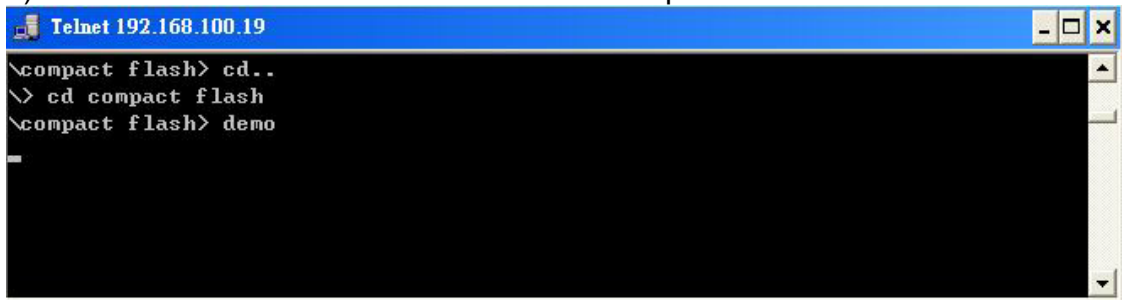 Telnet 192.168.100.19
\compact flash> cd..
\> cd compact flash
\compact flash> demo